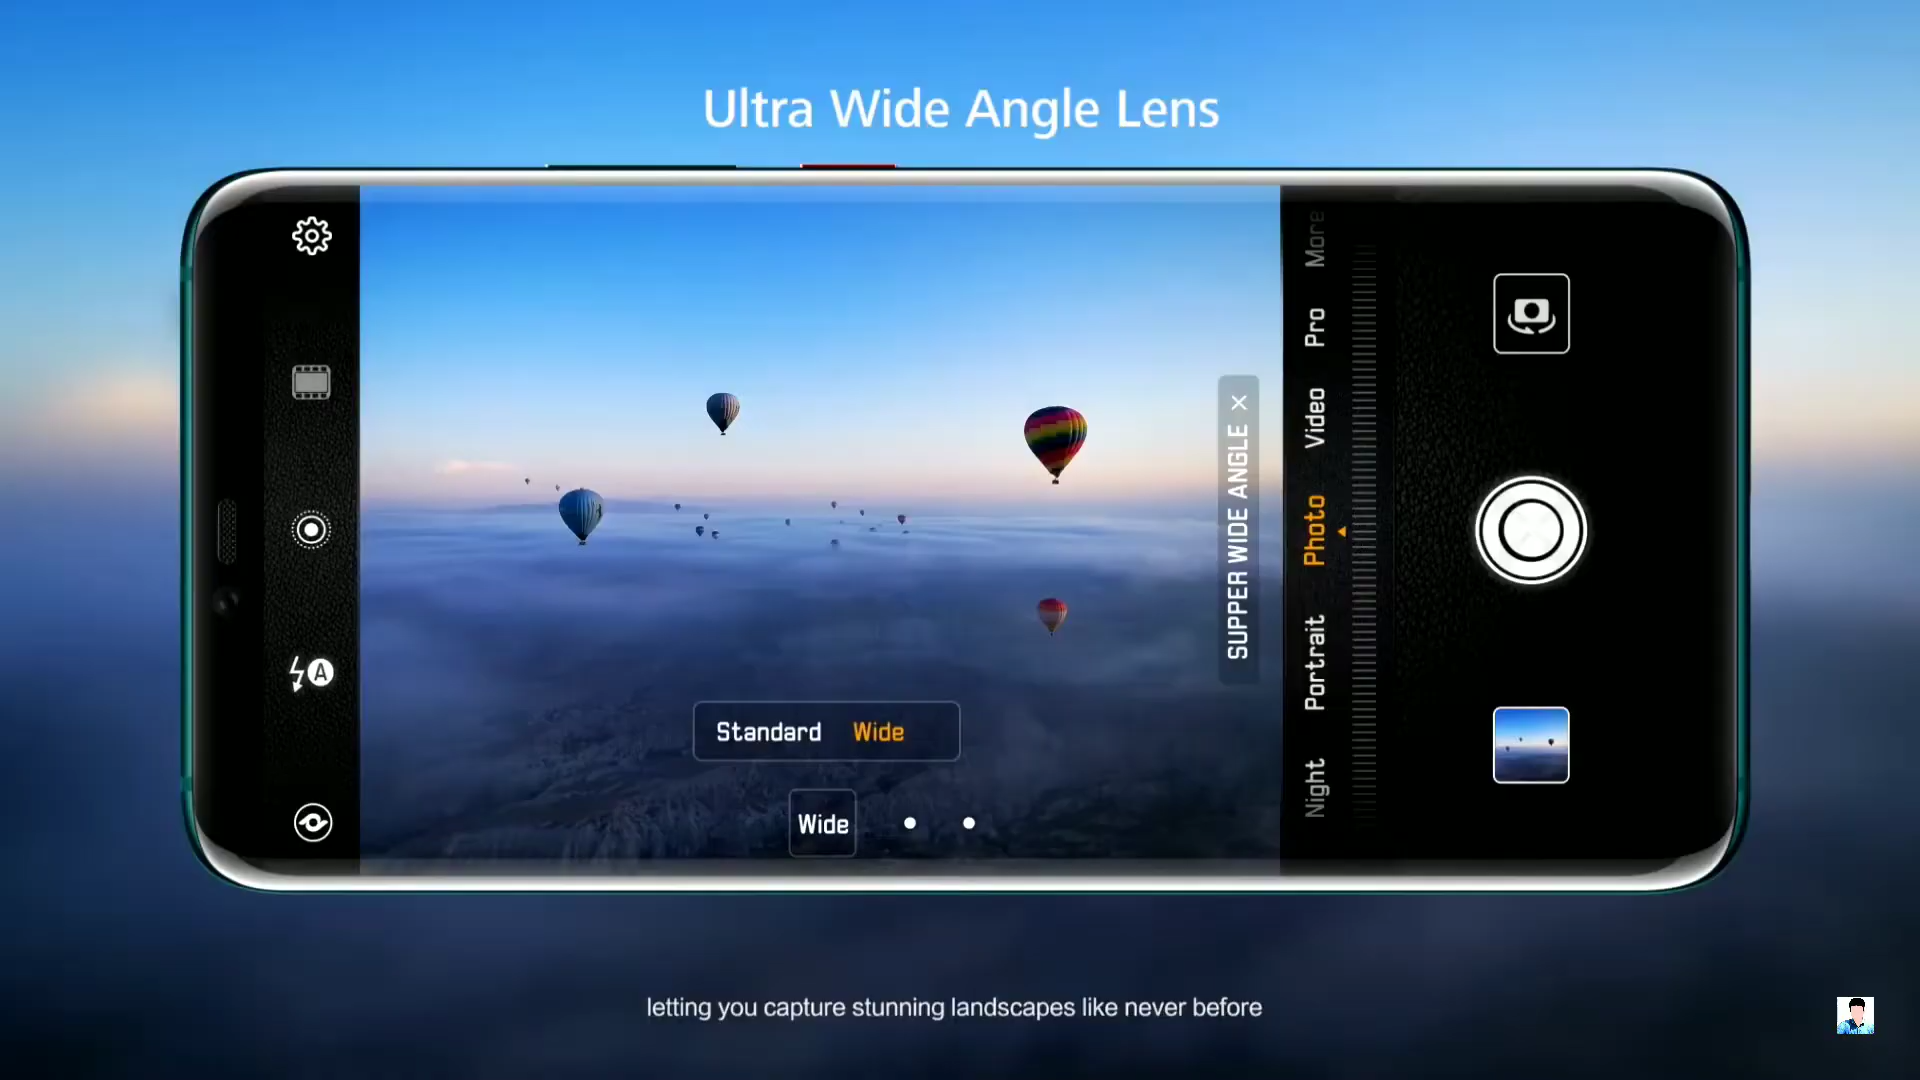 Ultra Wide Angle Lens
More
Pro
Video
Photo
Portrait
Night
SUPPER WIDE ANGLE ×
A
Standard Wide
Wide
letting you capture stunning landscapes like never before